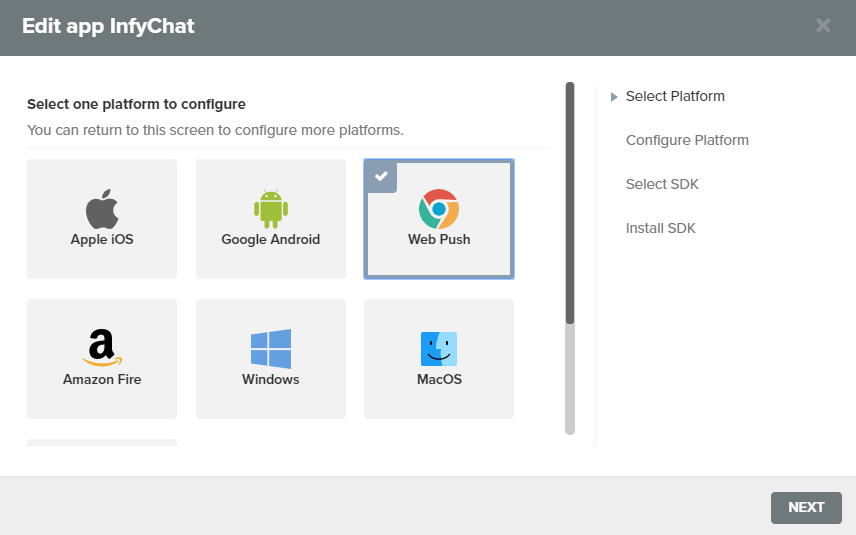 Edit app InfyChat
Select one platform to configure
You can return to this screen to configure more platforms.
Apple iOS
Google Android
Web Push
Amazon Fire
Windows
MacOS
Select Platform
Configure Platform
Select SDK
Install SDK
NEXT